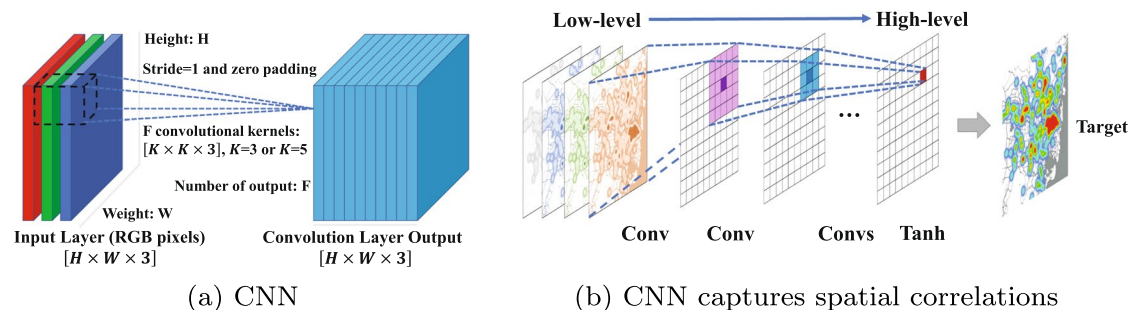 Height: H
Stride=1 and zero padding
F convolutional kernels:
[K × K × 3], K=3 or K=5
Number of output: F
Weight: W
Input Layer (RGB pixels)
[H × W × 3]
Convolution Layer Output
[H × W × 3]
(a) CNN
Low-level
High-level
...
Target
Conv
Conv
Convs
Tanh
(b) CNN captures spatial correlations